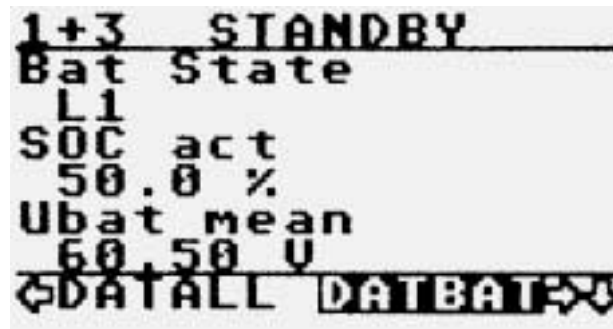 1+3 STANDBY
Bat State
L1
SOC act
50.0 %
Ubat mean
60.50 V
⇦DATALL DATBAT⇨⇩